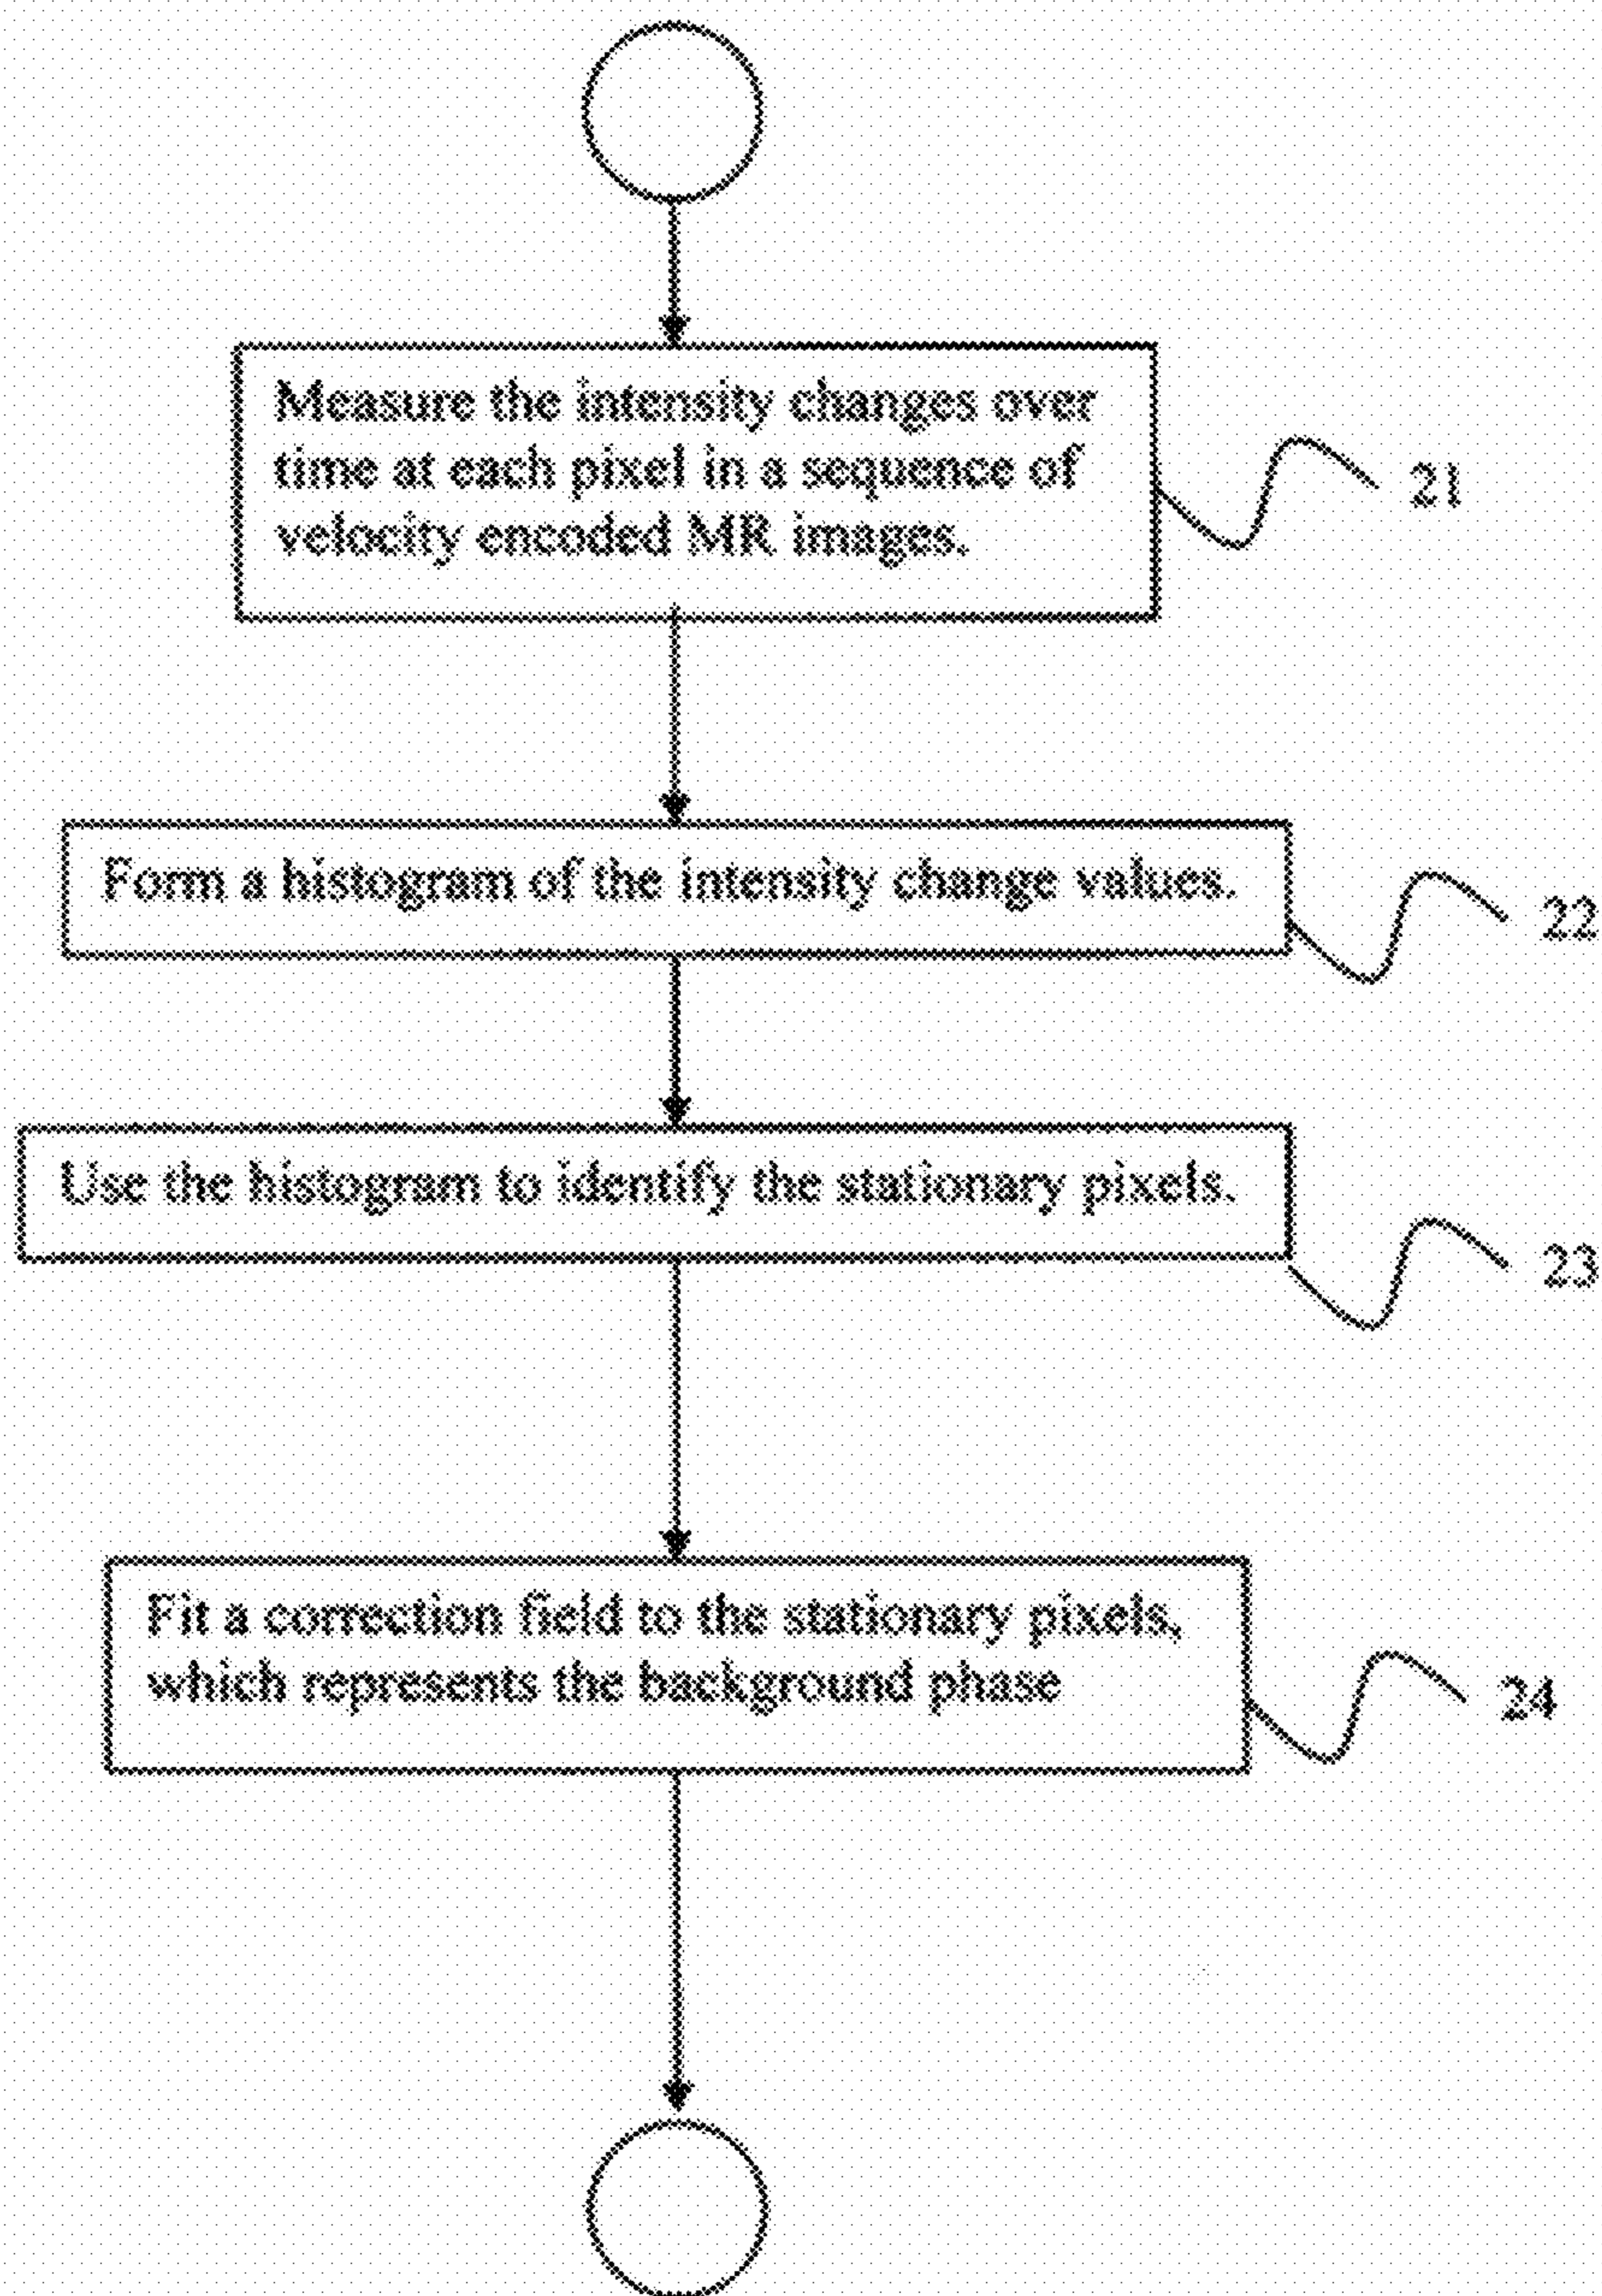 Measure the intensity changes over
time at each pixel in a sequence of
velocity encoded MR images.
21
Form a histogram of the intensity change values.
22
Use the histogram to identify the stationary pixels.
23
Fit a correction field to the stationary pixels,
which represents the background phase
24